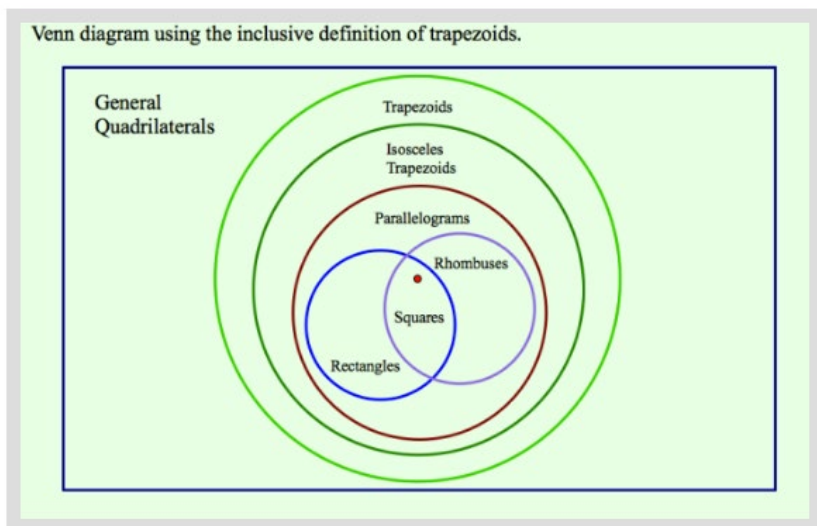 Venn diagram using the inclusive definition of trapezoids.
General
Quadrilaterals
Trapezoids
Isosceles
Trapezoids
Parallelograms
Rhombuses
Squares
Rectangles